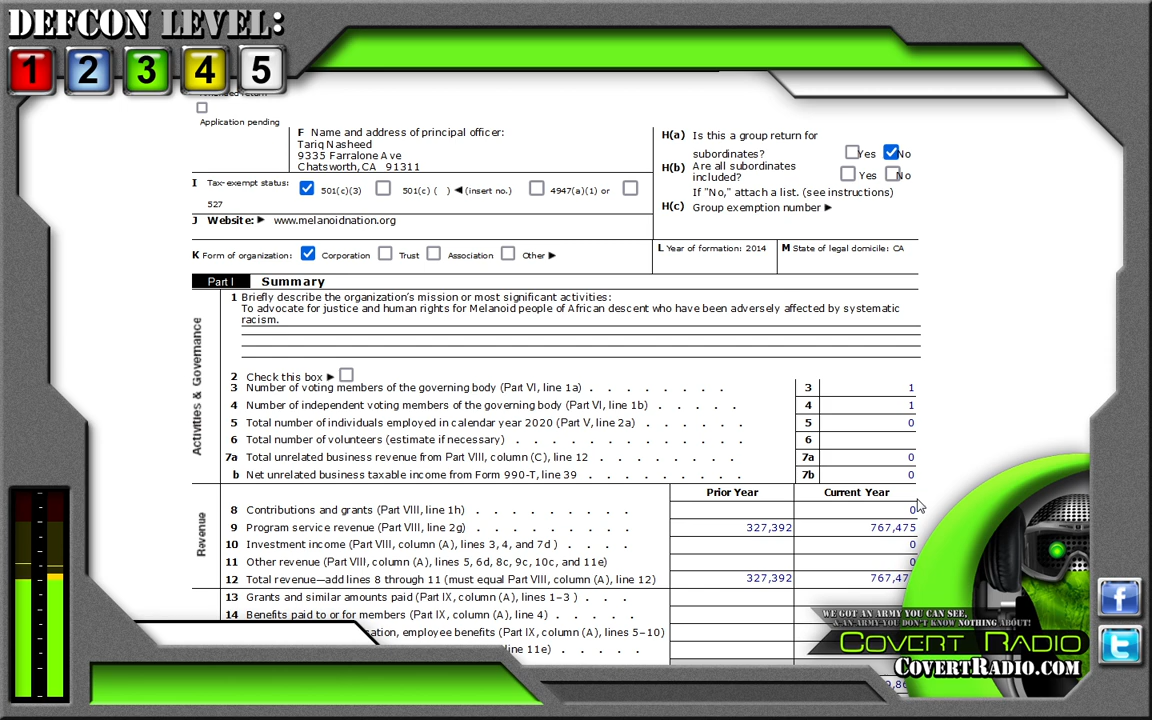 DEFCON LEVEL:
1 2 3 4 5
Application pending
F Name and address of principal officer:
Tariq Nasheed
9335 Farralone Ave
Chatsworth, CA 91311
H(a) Is this a group return for
subordinates? Yes No
H(b) Are all subordinates
included? Yes No
If "No," attach a list. (see instructions)
H(c) Group exemption number ►
I Tax-exempt status: 501(c)(3) 501(c) ( ) ◄ (insert no.) 4947(a)(1) or
527
J Website: ► www.melanoidnation.org
K Form of organization: Corporation Trust Association Other ►
L Year of formation: 2014
M State of legal domicile: CA
Part I Summary
Activities & Governance
1 Briefly describe the organization's mission or most significant activities:
To advocate for justice and human rights for Melanoid people of African descent who have been adversely affected by systematic
racism.
2 Check this box ►
3 Number of voting members of the governing body (Part VI, line 1a) . . . . . . . . 3 1
4 Number of independent voting members of the governing body (Part VI, line 1b) . . . . . 4 1
5 Total number of individuals employed in calendar year 2020 (Part V, line 2a) . . . . . . 5 0
6 Total number of volunteers (estimate if necessary) . . . . . . . . . . . 6
7a Total unrelated business revenue from Part VIII, column (C), line 12 . . . . . . . 7a 0
b Net unrelated business taxable income from Form 990-T, line 39 . . . . . . . . 7b 0
Prior Year Current Year
Revenue
8 Contributions and grants (Part VIII, line 1h) . . . . . . . . . 0
9 Program service revenue (Part VIII, line 2g) . . . . . . . . . 327,392 767,475
10 Investment income (Part VIII, column (A), lines 3, 4, and 7d ) . . . . 0
11 Other revenue (Part VIII, column (A), lines 5, 6d, 8c, 9c, 10c, and 11e) 0
12 Total revenue—add lines 8 through 11 (must equal Part VIII, column (A), line 12) 327,392 767,47
13 Grants and similar amounts paid (Part IX, column (A), lines 1–3 ) . . .
14 Benefits paid to or for members (Part IX, column (A), line 4) . . . . .
ation, employee benefits (Part IX, column (A), lines 5–10)
line 11e) . . . . .
WE GOT AN ARMY YOU CAN SEE,
& AN ARMY YOU DON'T KNOW NOTHING ABOUT!
COVERT RADIO
COVERTRADIO.COM